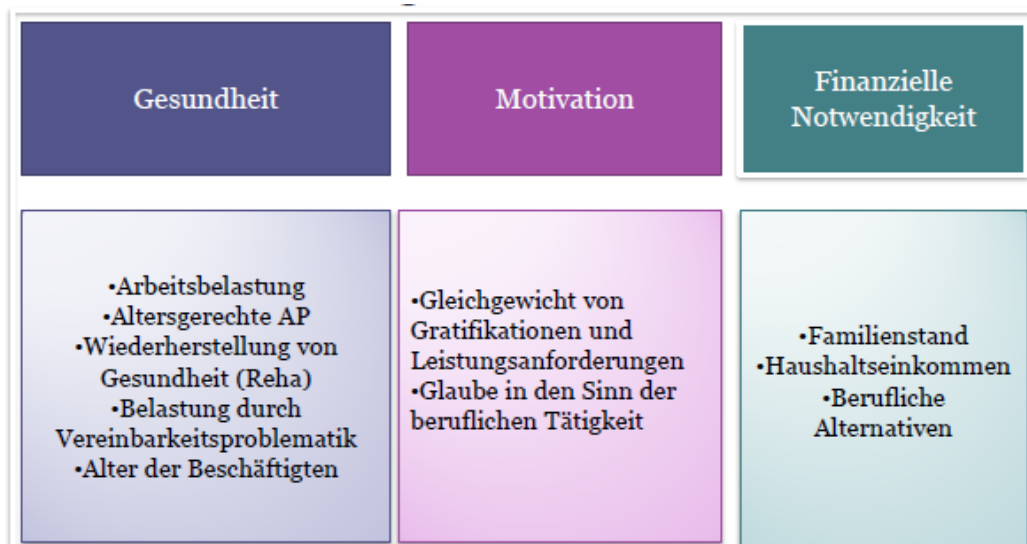 Gesundheit
Motivation
Finanzielle
Notwendigkeit
•Arbeitsbelastung
•Altersgerechte AP
•Wiederherstellung von
Gesundheit (Reha)
•Belastung durch
Vereinbarkeitsproblematik
•Alter der Beschäftigten
•Gleichgewicht von
Gratifikationen und
Leistungsanforderungen
•Glaube in den Sinn der
beruflichen Tätigkeit
•Familienstand
•Haushaltseinkommen
•Berufliche
Alternativen